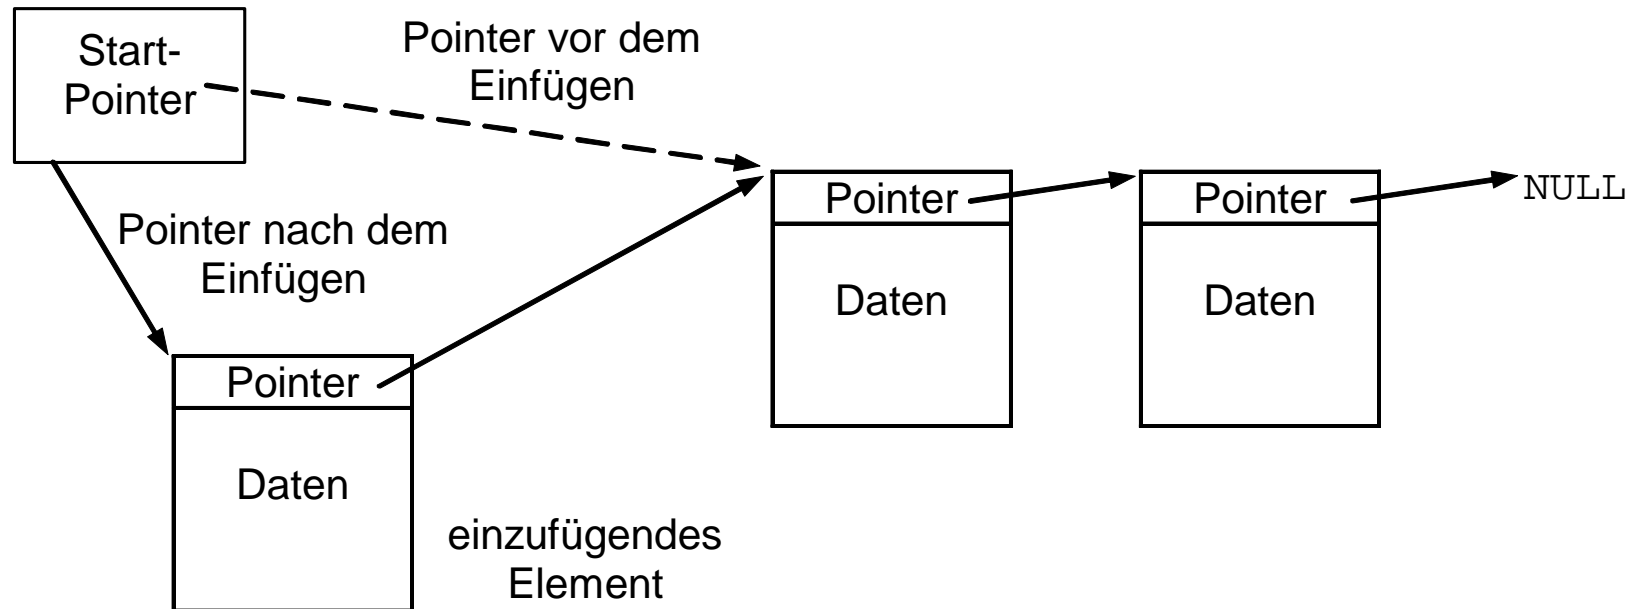 Start-
Pointer
Pointer vor dem
Einfügen
Pointer nach dem
Einfügen
Pointer
Daten
Pointer
Daten
NULL
Pointer
Daten
einzufügendes
Element